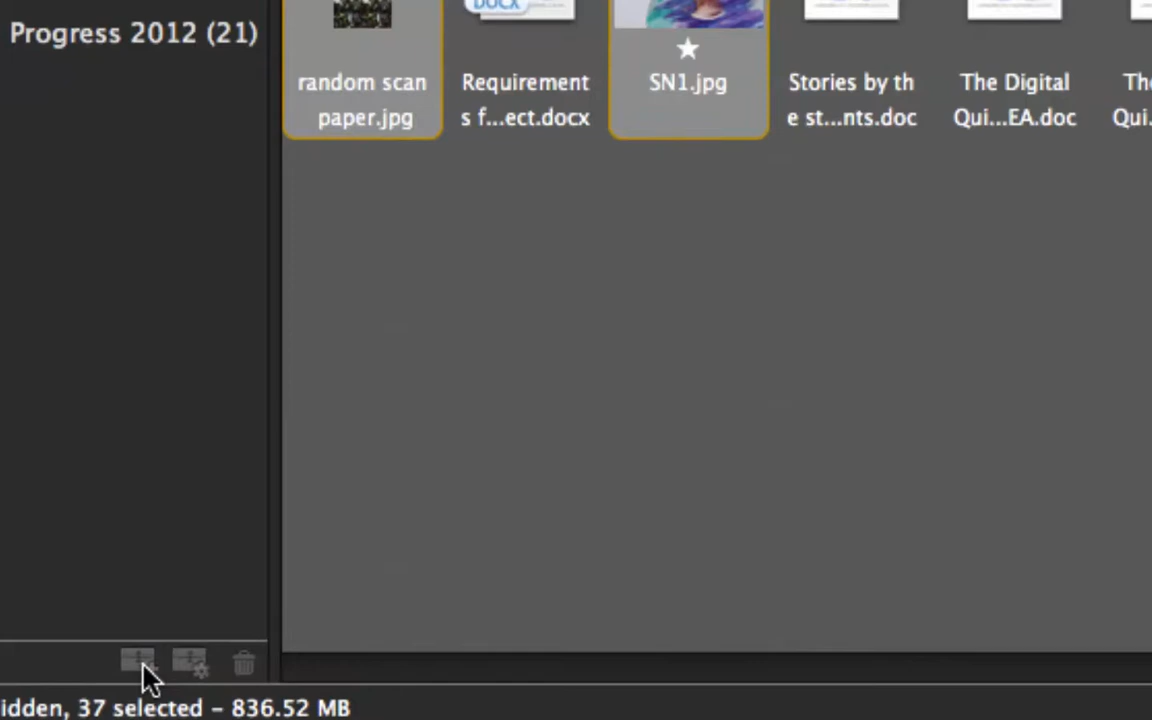 Progress 2012 (21)
DOCX
random scan
paper.jpg
Requirement
s f...ect.docx
SN1.jpg
Stories by th
e st...nts.doc
The Digital
Qui...EA.doc
The
Qui.
idden, 37 selected – 836.52 MB